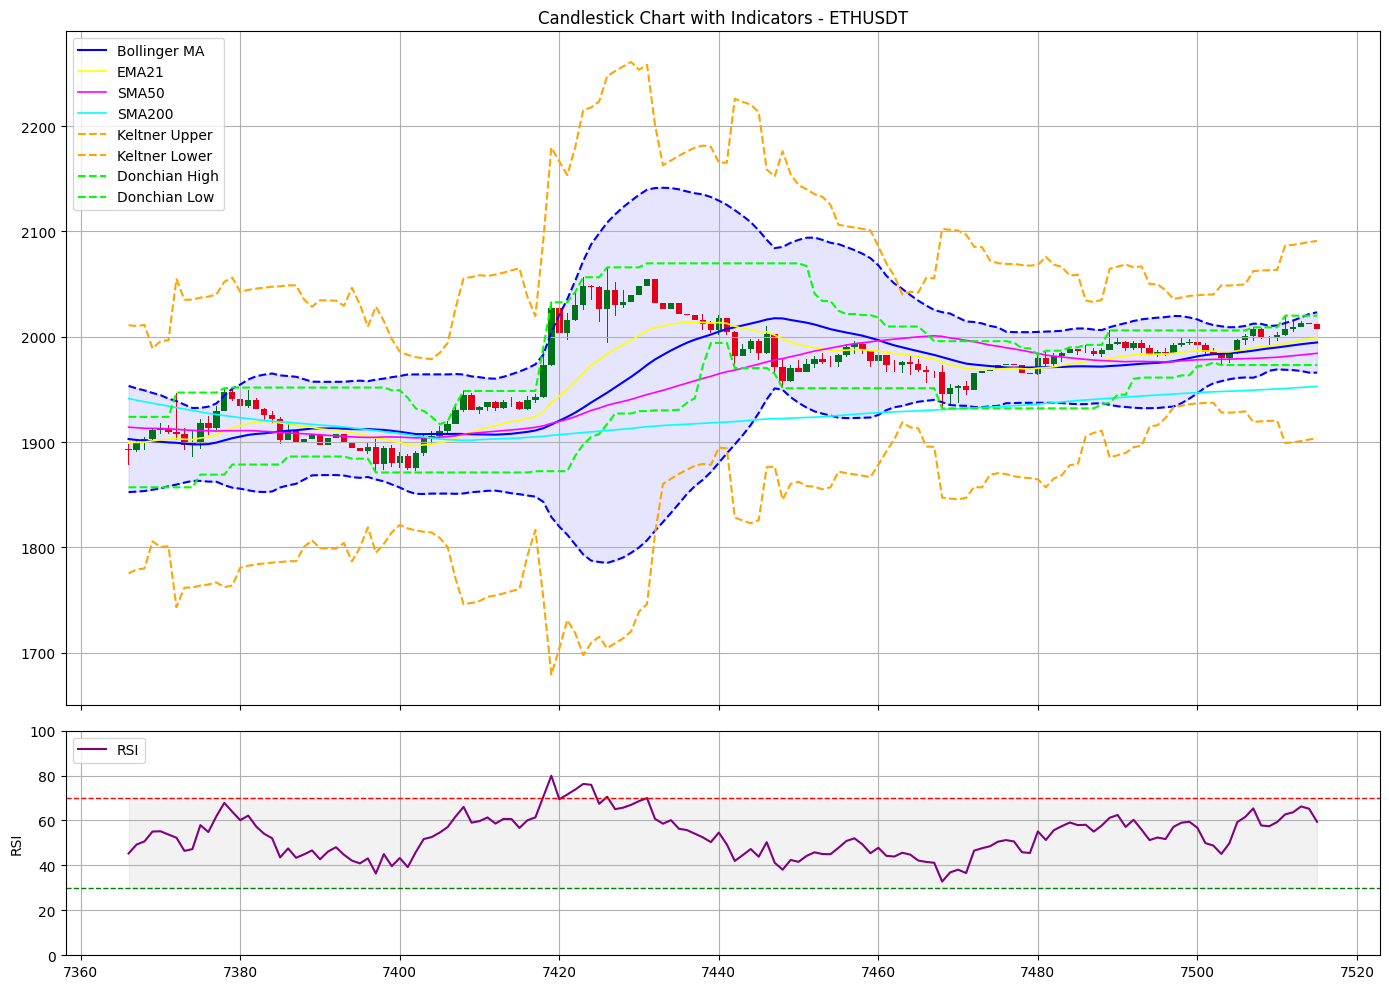 Candlestick Chart with Indicators - ETHUSDT
Bollinger MA
EMA21
SMA50
SMA200
Keltner Upper
Keltner Lower
Donchian High
Donchian Low
2200
2100
2000
1900
1800
1700
RSI
100
80
60
40
20
0
RSI
7360 7380 7400 7420 7440 7460 7480 7500 7520